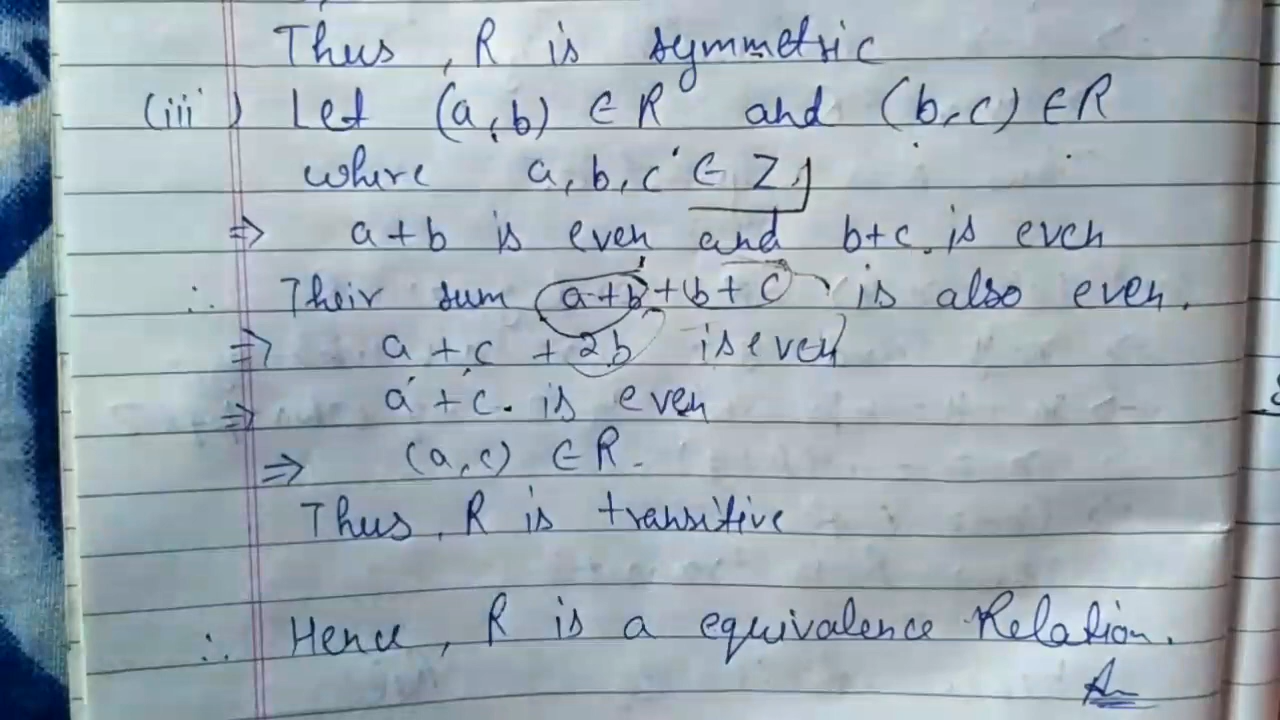 Thus, R is symmetric
(iii) Let (a,b) ∈ R and (b,c) ∈ R
where a, b, c ∈ Z
⇒ a+b is even and b+c is even
∴ Their sum a+b+b+c is also even.
⇒ a + c + 2b is even
⇒ a + c is even
⇒ (a,c) ∈ R.
Thus, R is transitive
∴ Hence, R is a equivalence Relation.